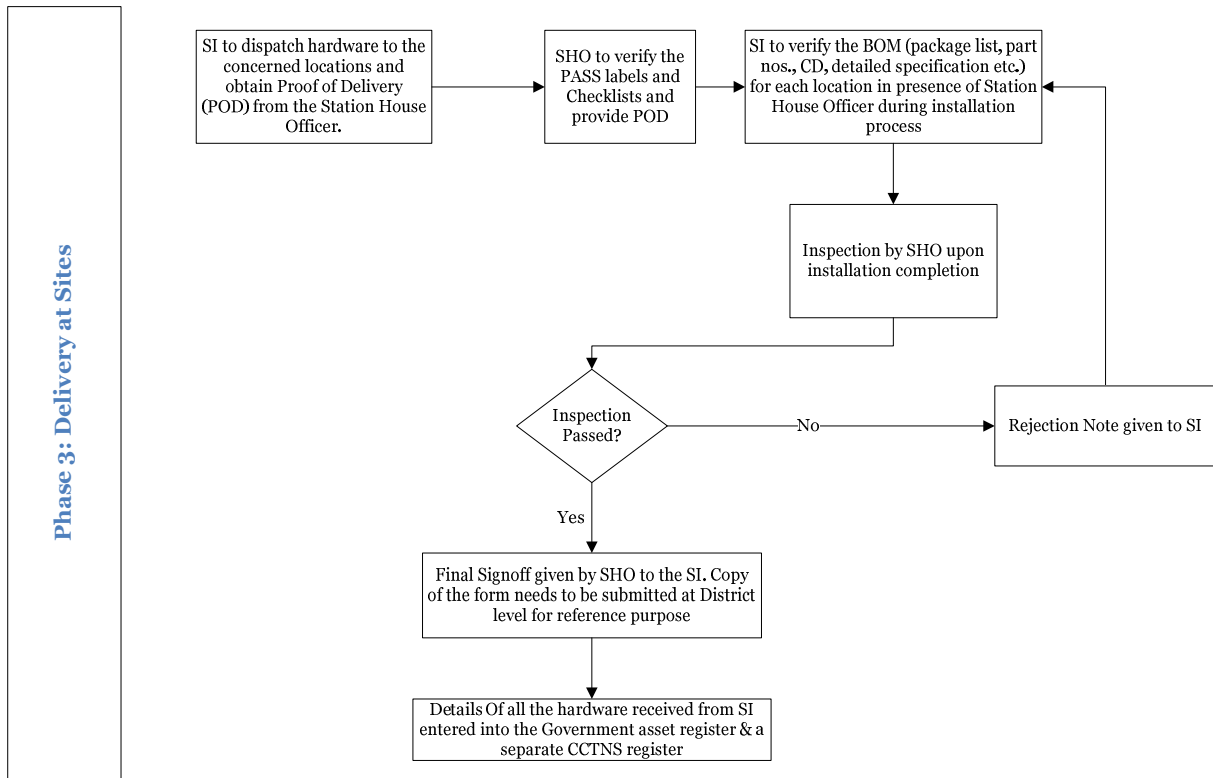 Phase 3: Delivery at Sites
SI to dispatch hardware to the
concerned locations and
obtain Proof of Delivery
(POD) from the Station House
Officer.
SHO to verify the
PASS labels and
Checklists and
provide POD
SI to verify the BOM (package list, part
nos., CD, detailed specification etc.)
for each location in presence of Station
House Officer during installation
process
Inspection by SHO upon
installation completion
Inspection
Passed?
No
Rejection Note given to SI
Yes
Final Signoff given by SHO to the SI. Copy
of the form needs to be submitted at District
level for reference purpose
Details Of all the hardware received from SI
entered into the Government asset register & a
separate CCTNS register